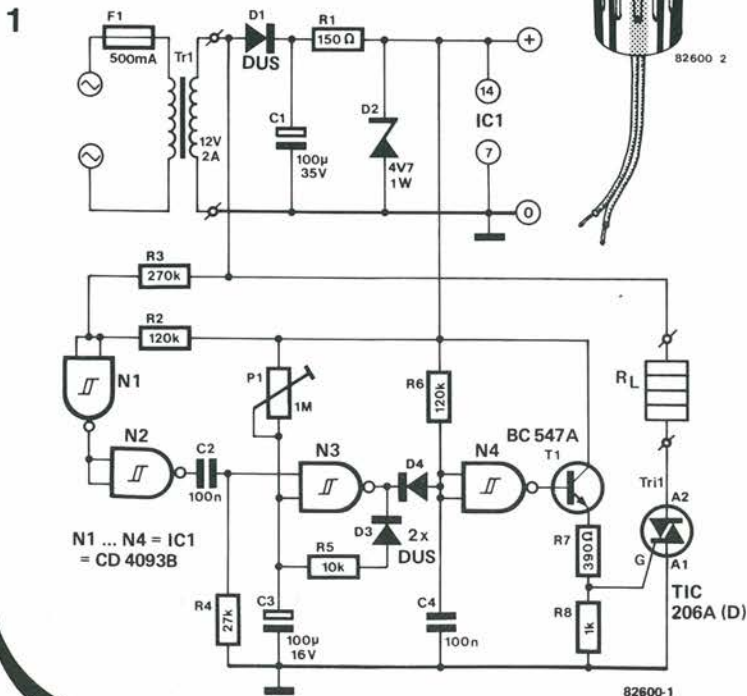 1
F1
500mA
Tr1
12V
2A
D1
DUS
R1
150 Ω
C1
100µ
35V
D2
4V7
1W
14
IC1
7
+
0
82600 2
R3
270k
R2
120k
N1
P1
1M
R6
120k
RL
N2
C2
100n
N3
D4
N4
BC 547A
T1
Tri1
A2
D3
2x
DUS
R5
10k
R7
390Ω
G
A1
TIC
206A (D)
N1 ... N4 = IC1
= CD 4093B
R4
27k
C3
100µ
16V
C4
100n
R8
1k
82600-1